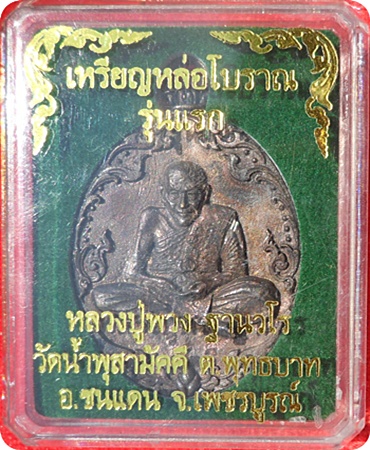 เหรียญหล่อโบราณ
รุ่นแรก
หลวงปู่พวง ฐานวโร
วัดน้ำพุสามัคคี ต.พุทธบาท
อ.ชนแดน จ.เพชรบูรณ์